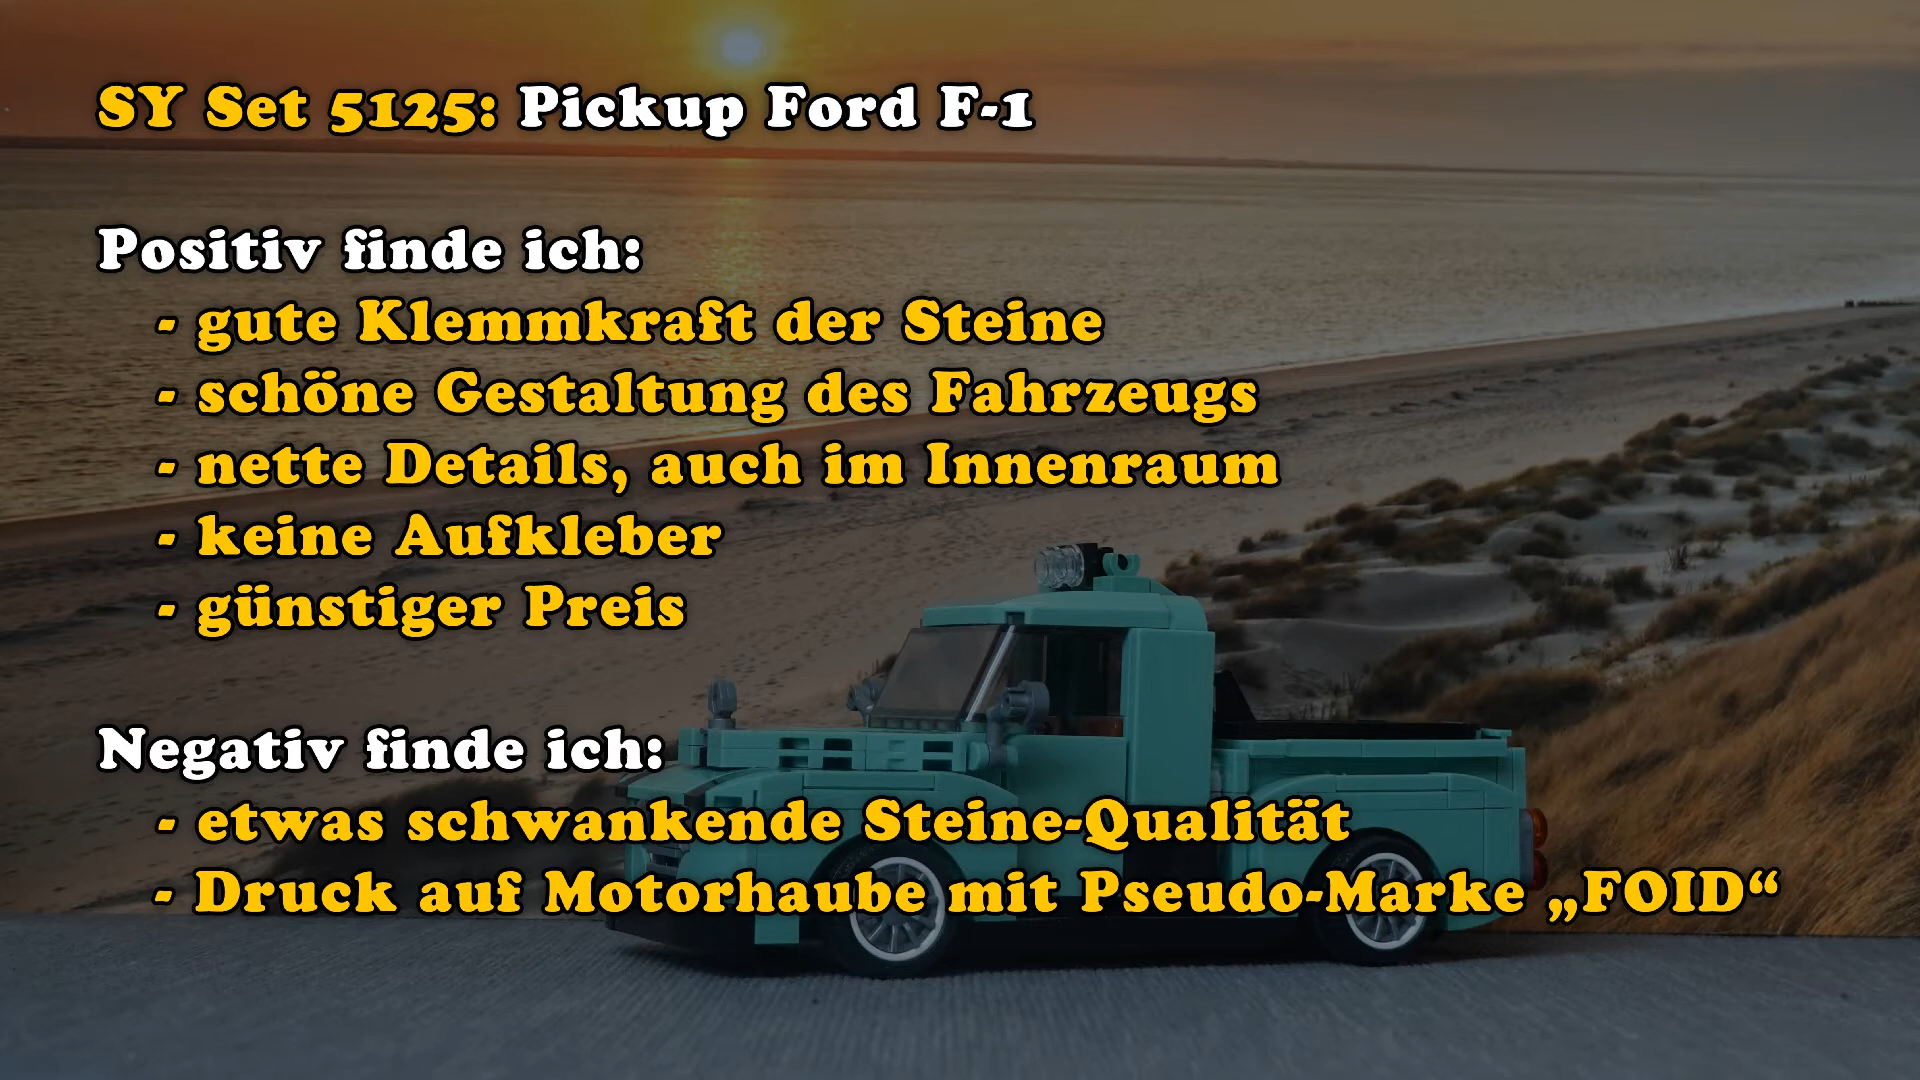 SY Set 5125: Pickup Ford F-1
Positiv finde ich:
- gute Klemmkraft der Steine
- schöne Gestaltung des Fahrzeugs
- nette Details, auch im Innenraum
- keine Aufkleber
- günstiger Preis
Negativ finde ich:
- etwas schwankende Steine-Qualität
- Druck auf Motorhaube mit Pseudo-Marke „FOID“